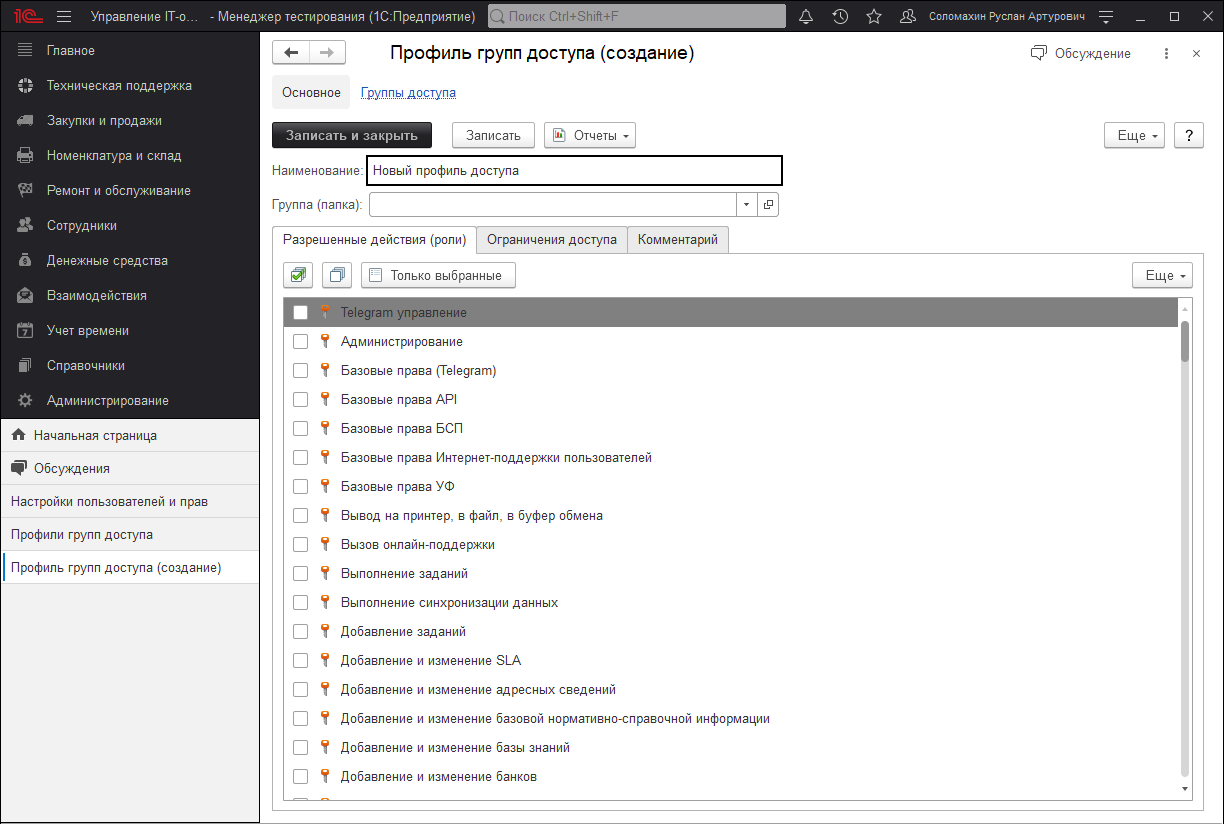 1С Управление IT-о... - Менеджер тестирования (1С:Предприятие) Поиск Ctrl+Shift+F Соломахин Руслан Артурович
Главное
Техническая поддержка
Закупки и продажи
Номенклатура и склад
Ремонт и обслуживание
Сотрудники
Денежные средства
Взаимодействия
7 Учет времени
Справочники
Администрирование
Начальная страница
Обсуждения
Настройки пользователей и прав
Профили групп доступа
Профиль групп доступа (создание)
Профиль групп доступа (создание) Обсуждение
Основное Группы доступа
Записать и закрыть Записать Отчеты Еще ?
Наименование: Новый профиль доступа
Группа (папка):
Разрешенные действия (роли) Ограничения доступа Комментарий
Только выбранные Еще
Telegram управление
Администрирование
Базовые права (Telegram)
Базовые права API
Базовые права БСП
Базовые права Интернет-поддержки пользователей
Базовые права УФ
Вывод на принтер, в файл, в буфер обмена
Вызов онлайн-поддержки
Выполнение заданий
Выполнение синхронизации данных
Добавление заданий
Добавление и изменение SLA
Добавление и изменение адресных сведений
Добавление и изменение базовой нормативно-справочной информации
Добавление и изменение базы знаний
Добавление и изменение банков